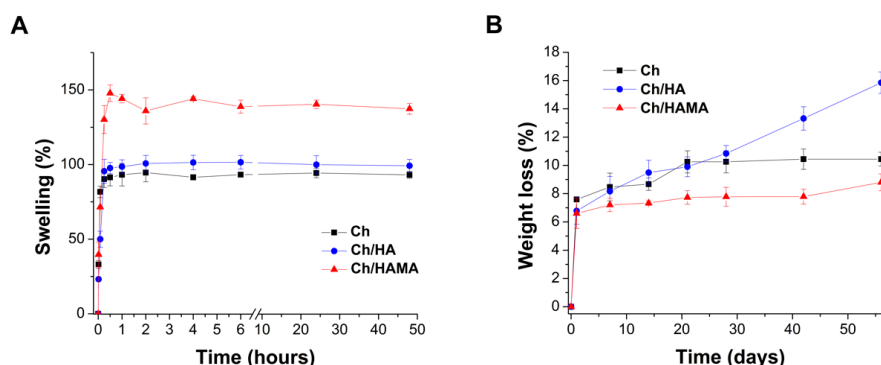 A
Swelling (%)
150
100
50
0
Ch
Ch/HA
Ch/HAMA
0 1 2 3 4 5 6 10 20 30 40 50
Time (hours)
B
Weight loss (%)
18
16
14
12
10
8
6
4
2
0
Ch
Ch/HA
Ch/HAMA
0 10 20 30 40 50
Time (days)